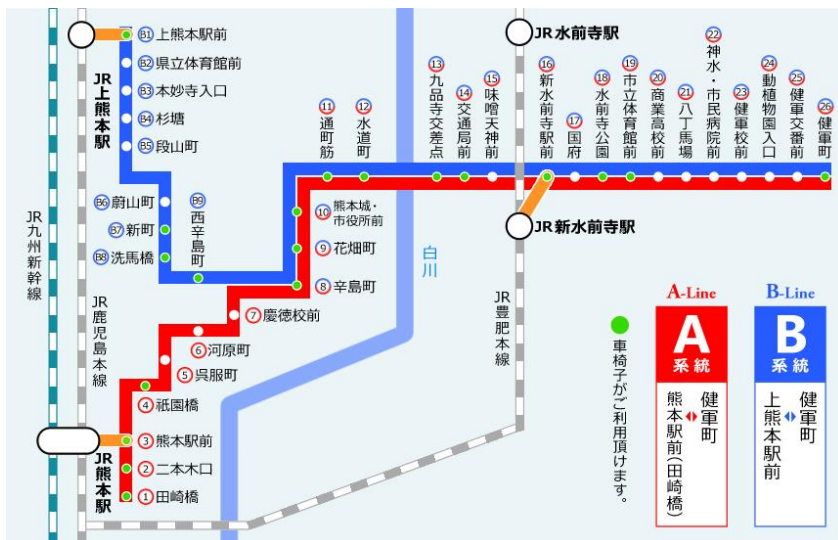 B1 上熊本駅前
B2 県立体育館前
B3 本妙寺入口
B4 杉塘
B5 段山町
B6 蔚山町
B7 新町
B8 洗馬橋
B9 西辛島町
JR上熊本駅
JR九州新幹線
JR鹿児島本線
1 田崎橋
2 二本木口
3 熊本駅前
JR熊本駅
4 祇園橋
5 呉服町
6 河原町
7 慶徳校前
8 辛島町
9 花畑町
10 熊本城・
市役所前
11 通町筋
12 水道町
白川
13 九品寺交差点
14 交通局前
15 味噌天神前
JR水前寺駅
16 新水前寺駅前
JR新水前寺駅
JR豊肥本線
17 国府
18 水前寺公園
19 市立体育館前
20 商業高校前
21 八丁馬場
22 神水・市民病院前
23 健軍校前
24 動植物園入口
25 健軍交番前
26 健軍町
車椅子がご利用頂けます。
A-Line
A
系統
健軍町
熊本駅前(田崎橋)
B-Line
B
系統
健軍町
上熊本駅前